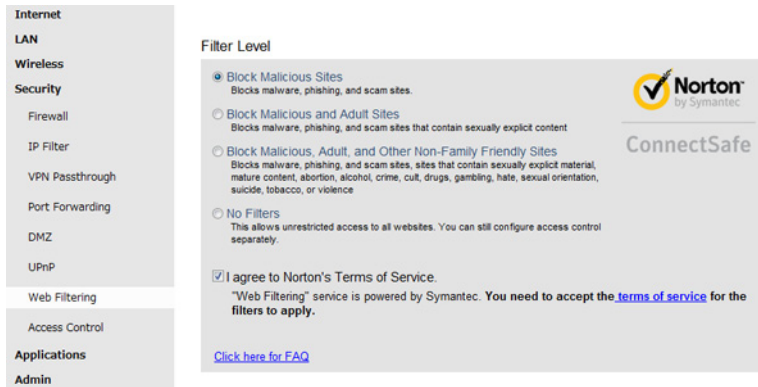 Internet
LAN
Wireless
Security
Firewall
IP Filter
VPN Passthrough
Port Forwarding
DMZ
UPnP
Web Filtering
Access Control
Applications
Admin
Filter Level
Block Malicious Sites
Blocks malware, phishing, and scam sites.
Block Malicious and Adult Sites
Blocks malware, phishing, and scam sites that contain sexually explicit content
Block Malicious, Adult, and Other Non-Family Friendly Sites
Blocks malware, phishing, and scam sites, sites that contain sexually explicit material,
mature content, abortion, alcohol, crime, cult, drugs, gambling, hate, sexual orientation,
suicide, tobacco, or violence
No Filters
This allows unrestricted access to all websites. You can still configure access control
separately.
I agree to Norton's Terms of Service.
"Web Filtering" service is powered by Symantec. You need to accept the terms of service for the
filters to apply.
Click here for FAQ
Norton
by Symantec
ConnectSafe